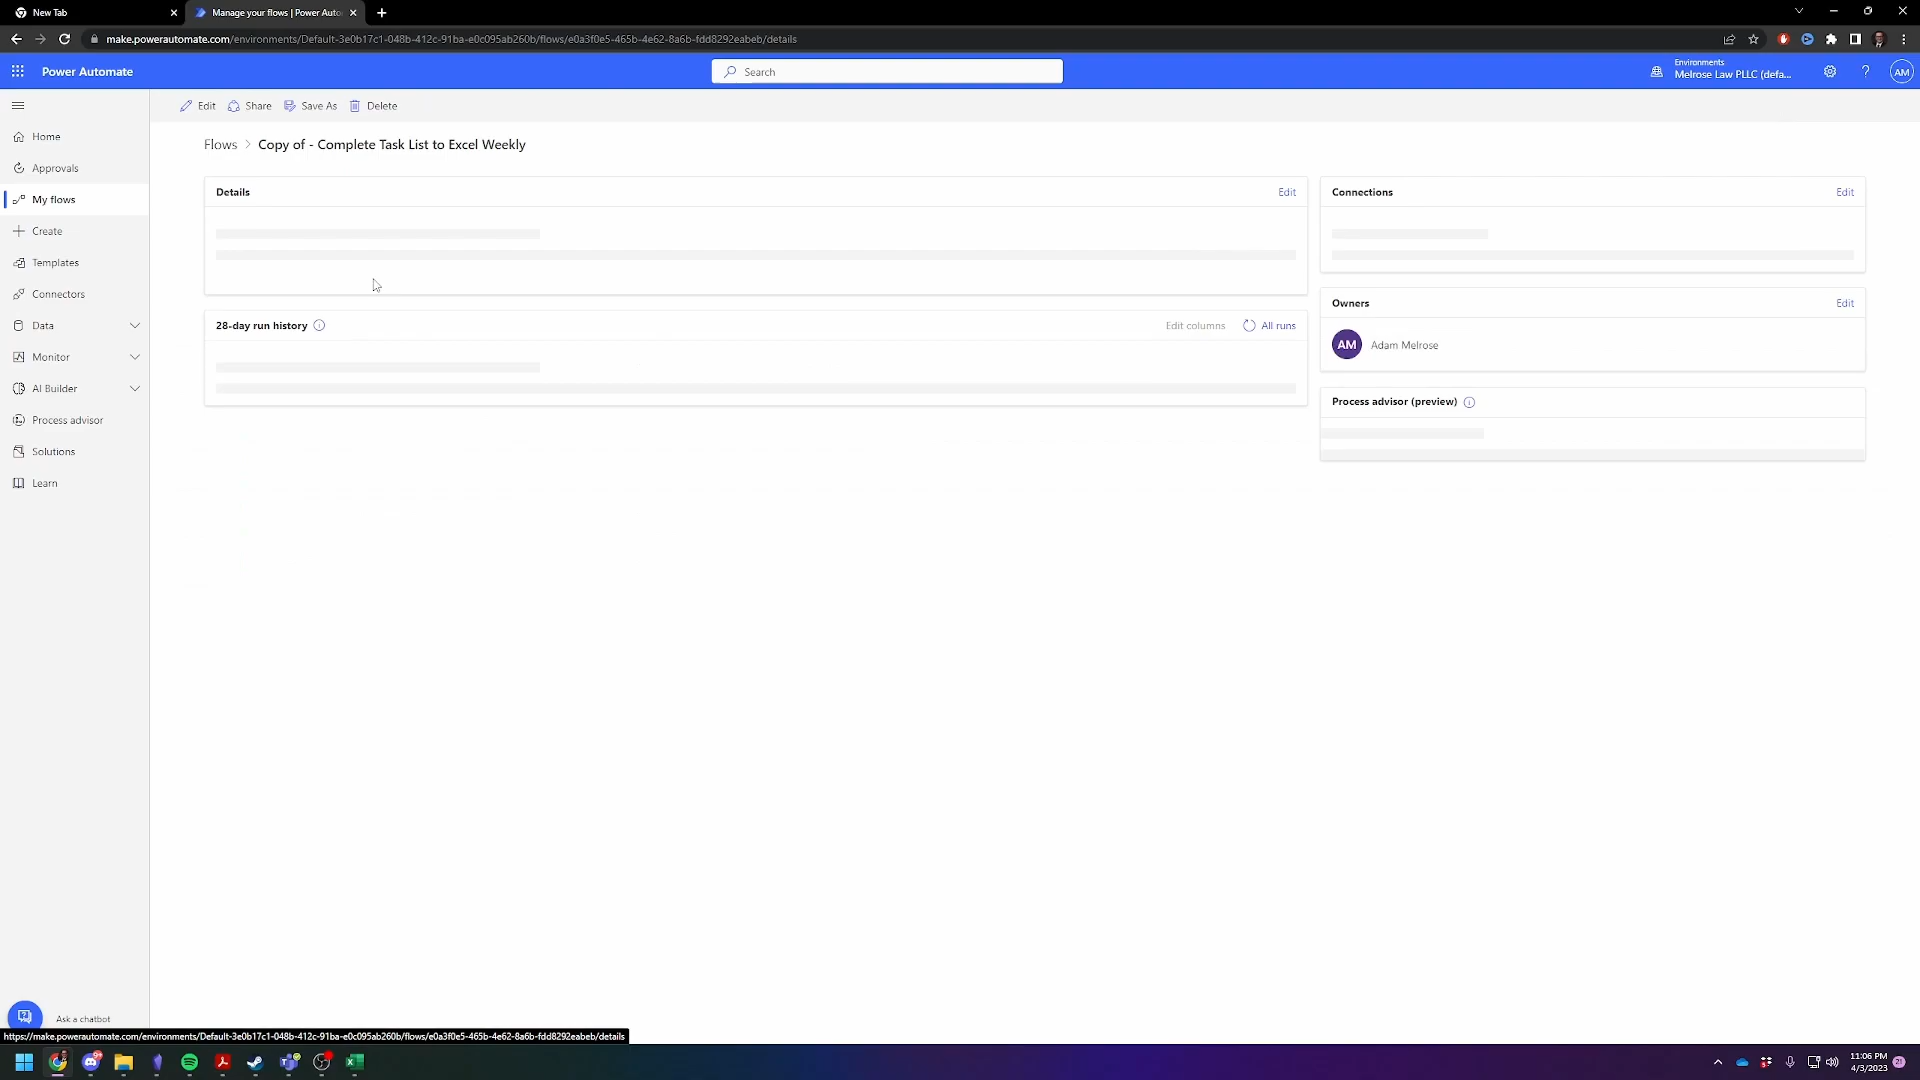 New Tab
Manage your flows | Power Auto
make.powerautomate.com/environments/Default-3e0b17c1-048b-412c-91ba-e0c095ab260b/flows/e0a3f0e5-465b-4e62-8a6b-fdd8292eabeb/details
Power Automate
Search
Environments
Melrose Law PLLC (defa...
AM
Edit
Share
Save As
Delete
Home
Approvals
My flows
Create
Templates
Connectors
Data
Monitor
AI Builder
Process advisor
Solutions
Learn
Flows > Copy of - Complete Task List to Excel Weekly
Details
Edit
28-day run history
Edit columns
All runs
Connections
Edit
Owners
Edit
AM
Adam Melrose
Process advisor (preview)
Ask a chatbot
https://make.powerautomate.com/environments/Default-3e0b17c1-048b-412c-91ba-e0c095ab260b/flows/e0a3f0e5-465b-4e62-8a6b-fdd8292eabeb/details
11:06 PM
4/3/2023